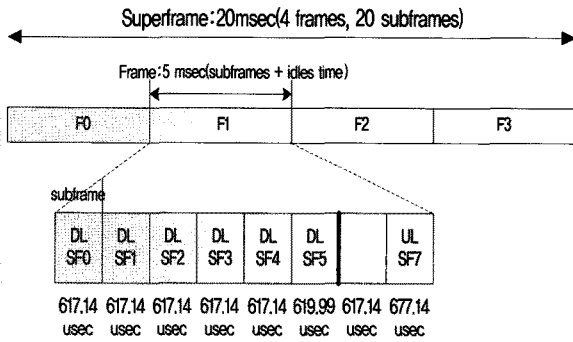 Superframe:20msec(4 frames, 20 subframes)
Frame:5 msec(subframes + idles time)
F0 F1 F2 F3
subframe
DL DL DL DL DL DL UL
SF0 SF1 SF2 SF3 SF4 SF5 SF7
617.14 617.14 617.14 617.14 617.14 619.99 617.14 677.14
usec usec usec usec usec usec usec usec